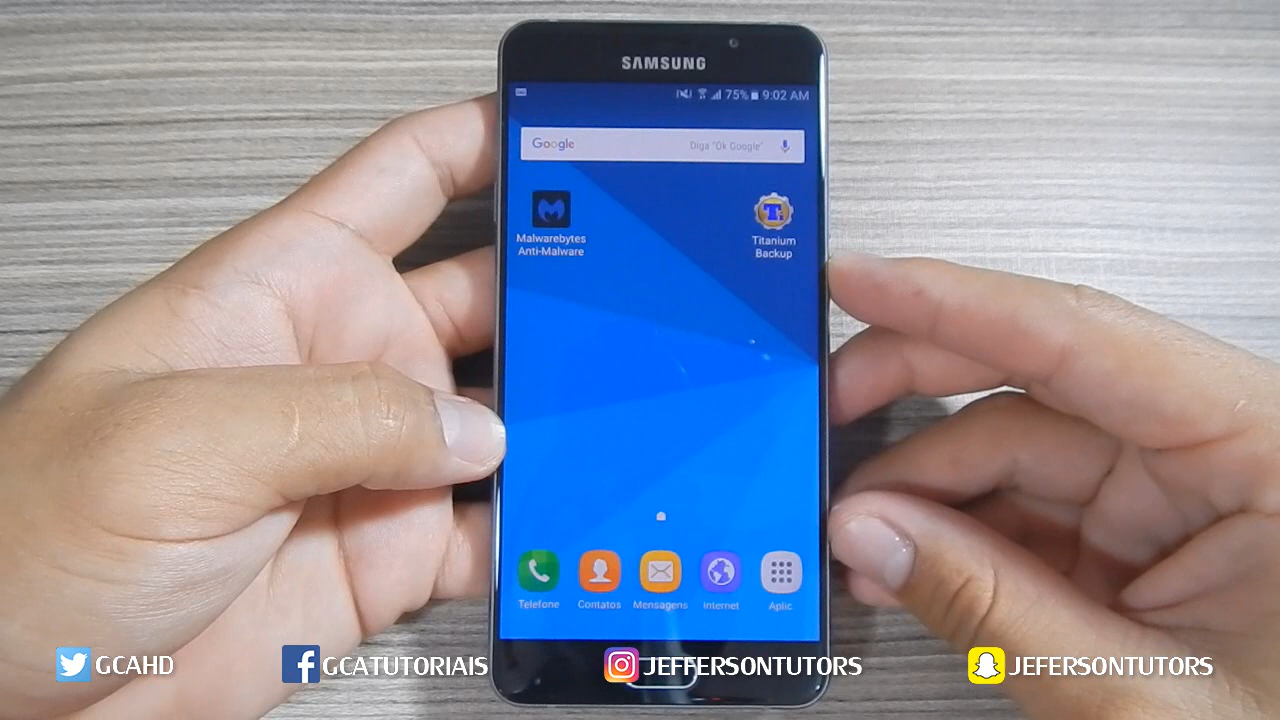 SAMSUNG
75% 9:02 AM
Google Diga "Ok Google"
Malwarebytes
Anti-Malware
Titanium
Backup
Telefone Contatos Mensagens Internet Aplic
GCAHD GCATUTORIAIS JEFFERSONTUTORS JEFERSONTUTORS